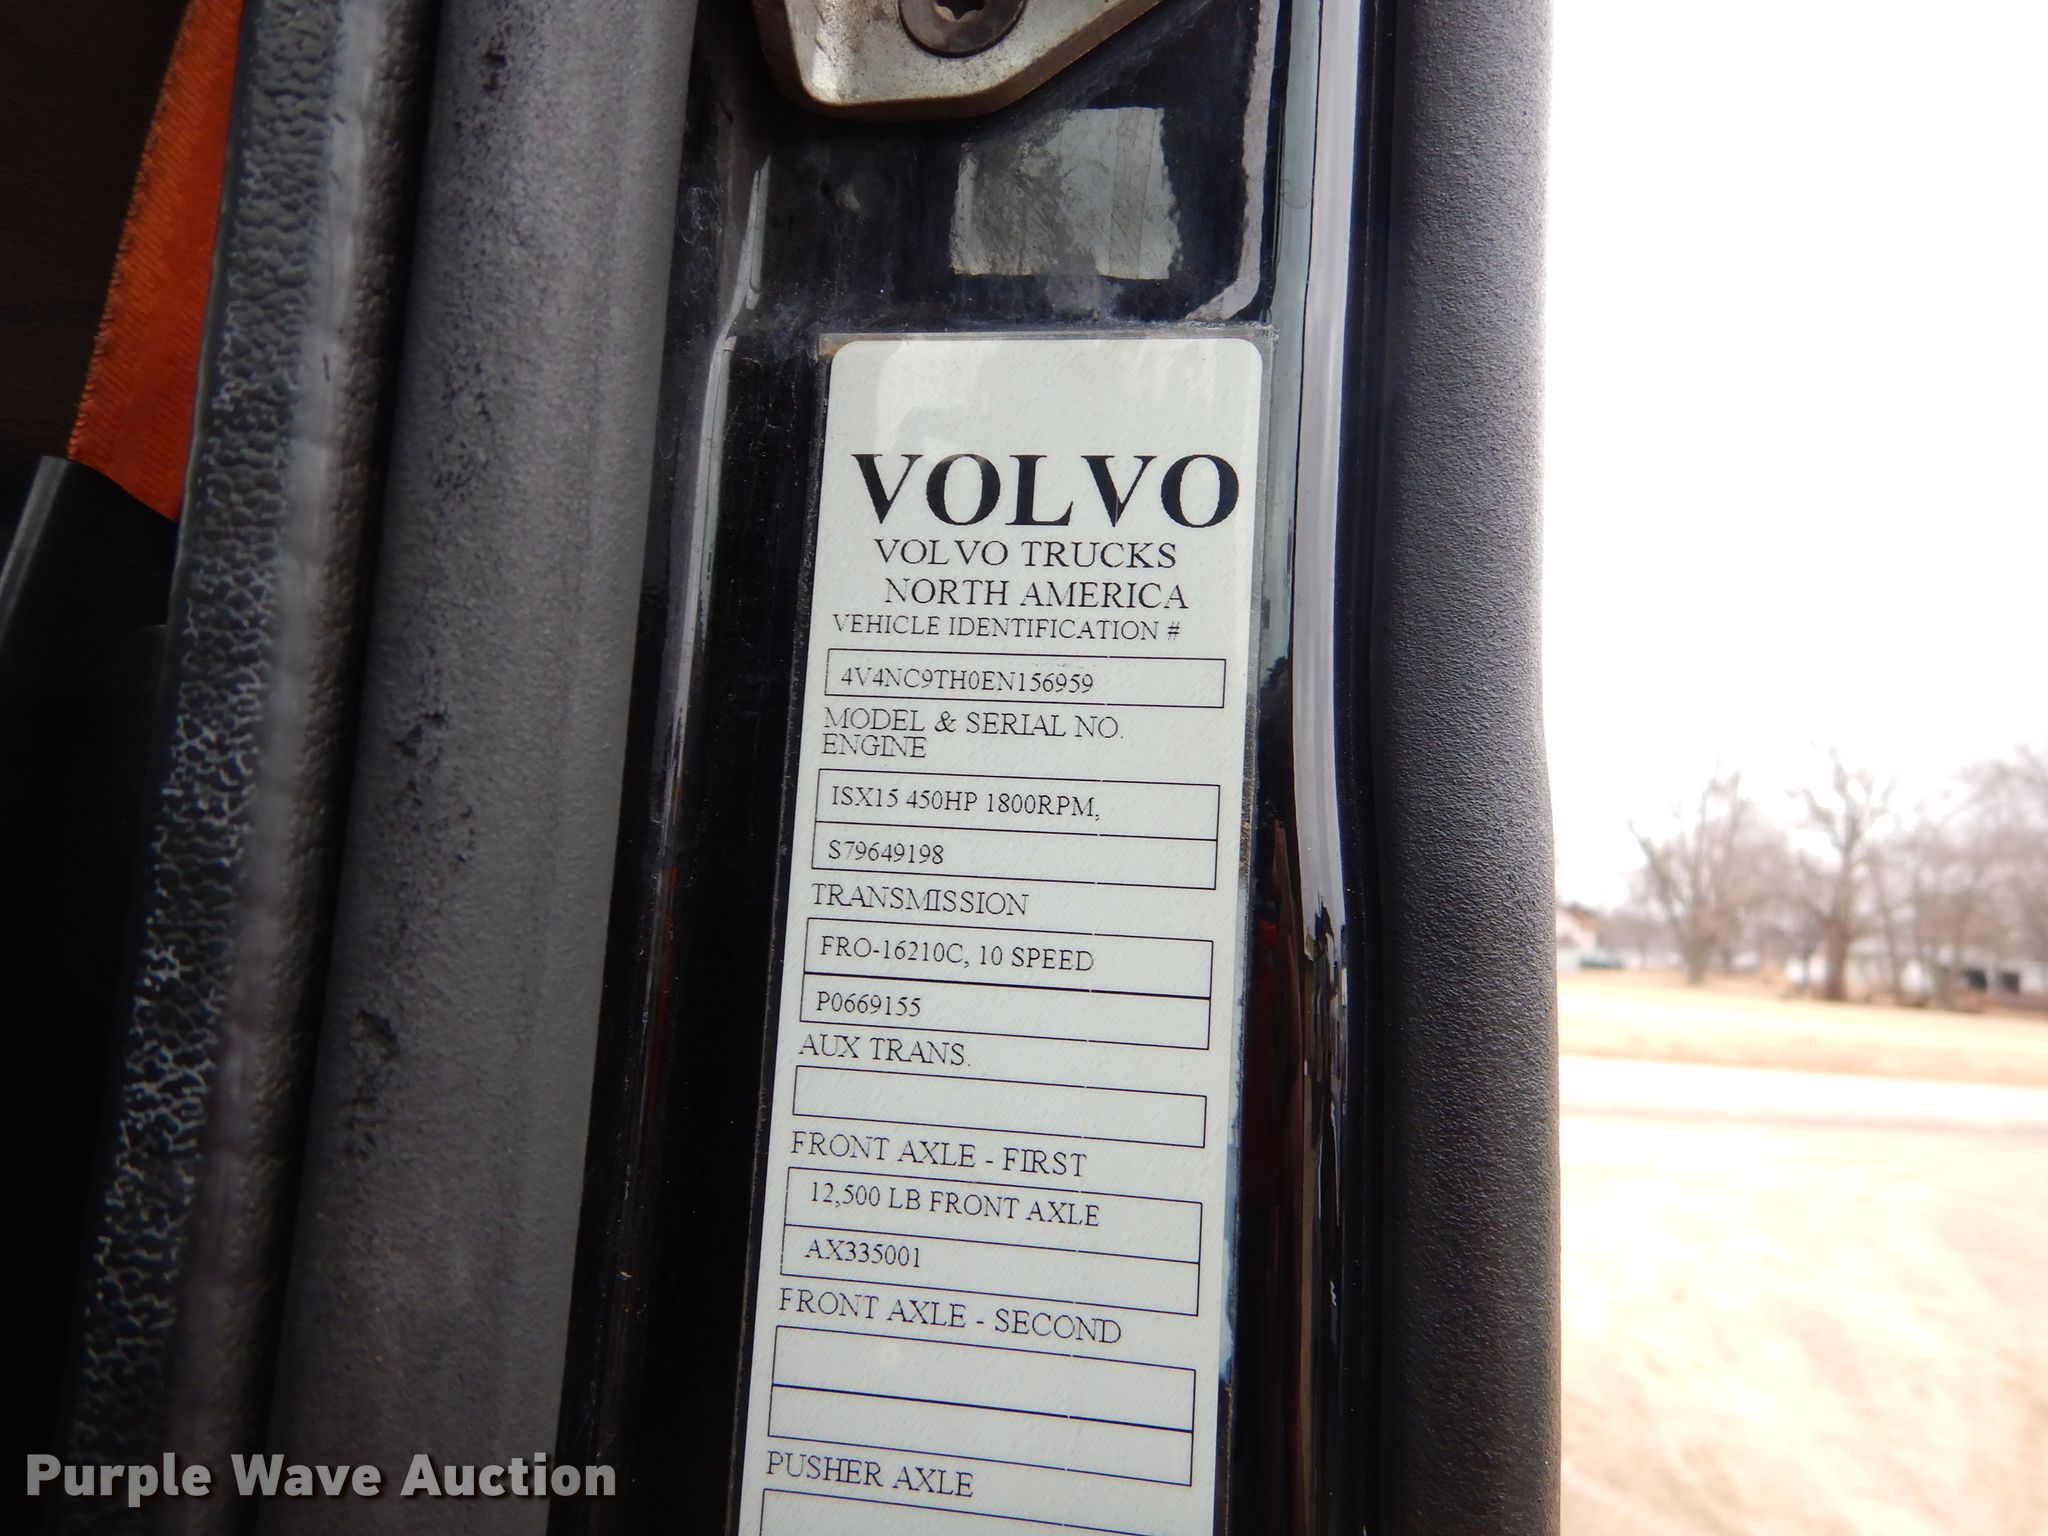 VOLVO
VOLVO TRUCKS
NORTH AMERICA
VEHICLE IDENTIFICATION #
4V4NC9TH0EN156959
MODEL & SERIAL NO.
ENGINE
ISX15 450HP 1800RPM,
S79649198
TRANSMISSION
FRO-16210C, 10 SPEED
P0669155
AUX TRANS.
FRONT AXLE - FIRST
12,500 LB FRONT AXLE
AX335001
FRONT AXLE - SECOND
PUSHER AXLE
Purple Wave Auction